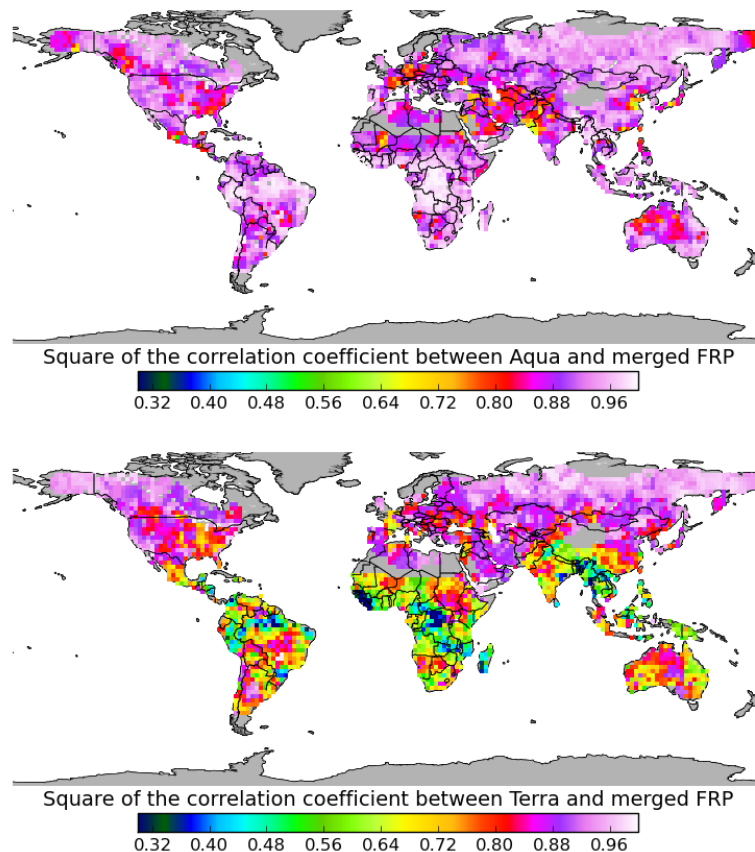 Square of the correlation coefficient between Aqua and merged FRP
0.32 0.40 0.48 0.56 0.64 0.72 0.80 0.88 0.96
Square of the correlation coefficient between Terra and merged FRP
0.32 0.40 0.48 0.56 0.64 0.72 0.80 0.88 0.96